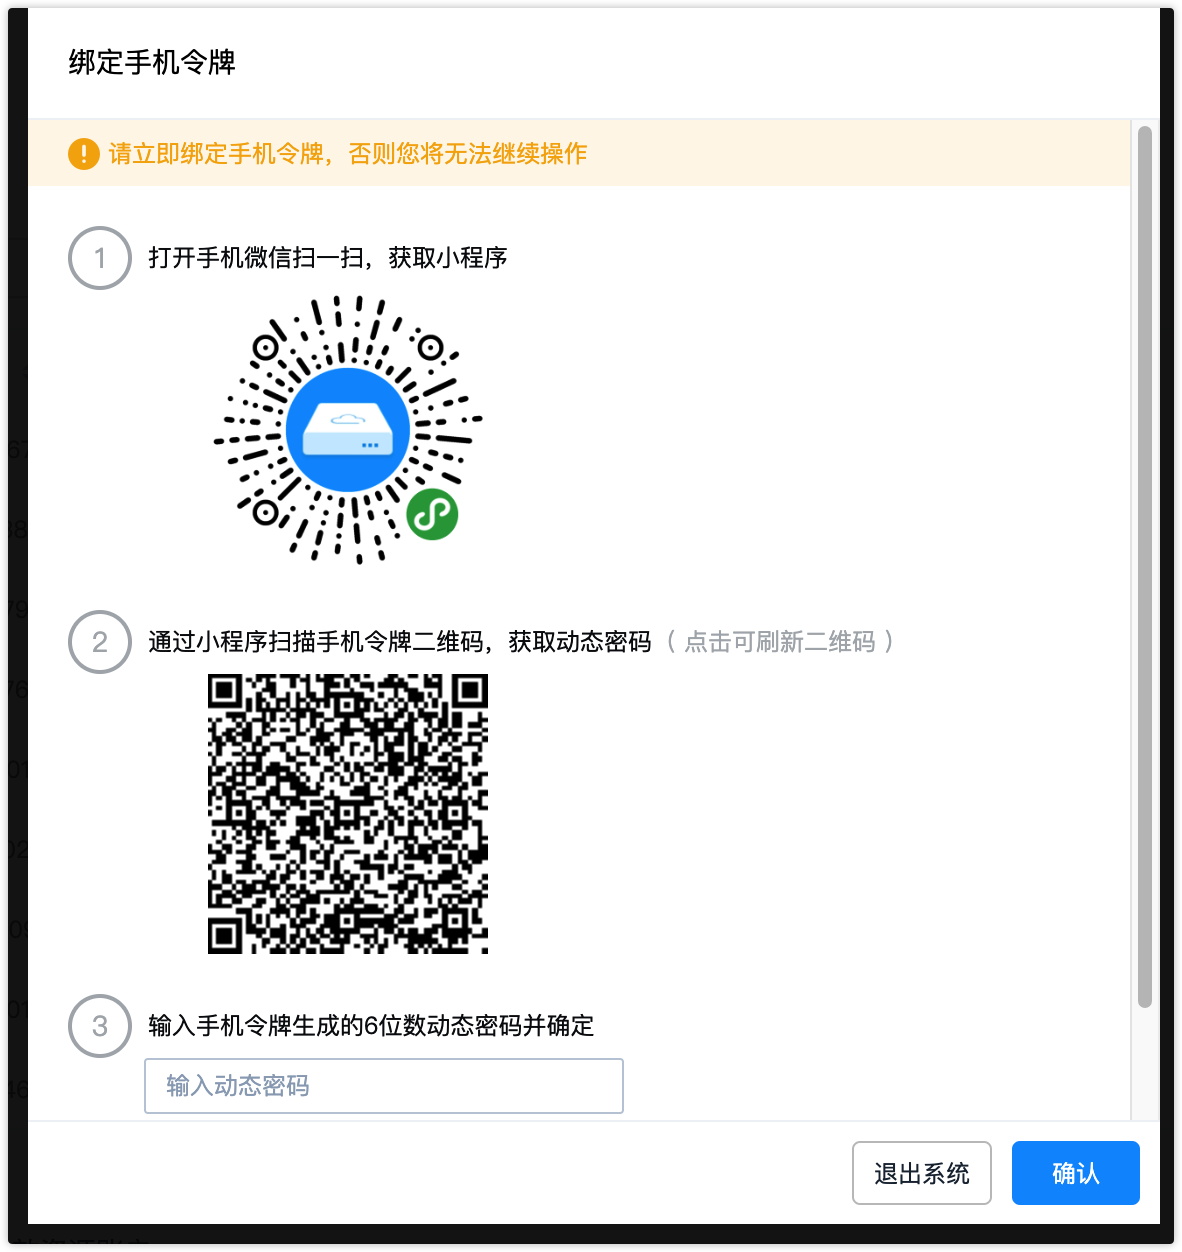 绑定手机令牌
请立即绑定手机令牌，否则您将无法继续操作
1 打开手机微信扫一扫，获取小程序
2 通过小程序扫描手机令牌二维码，获取动态密码（ 点击可刷新二维码 ）
3 输入手机令牌生成的6位数动态密码并确定
输入动态密码
退出系统 确认